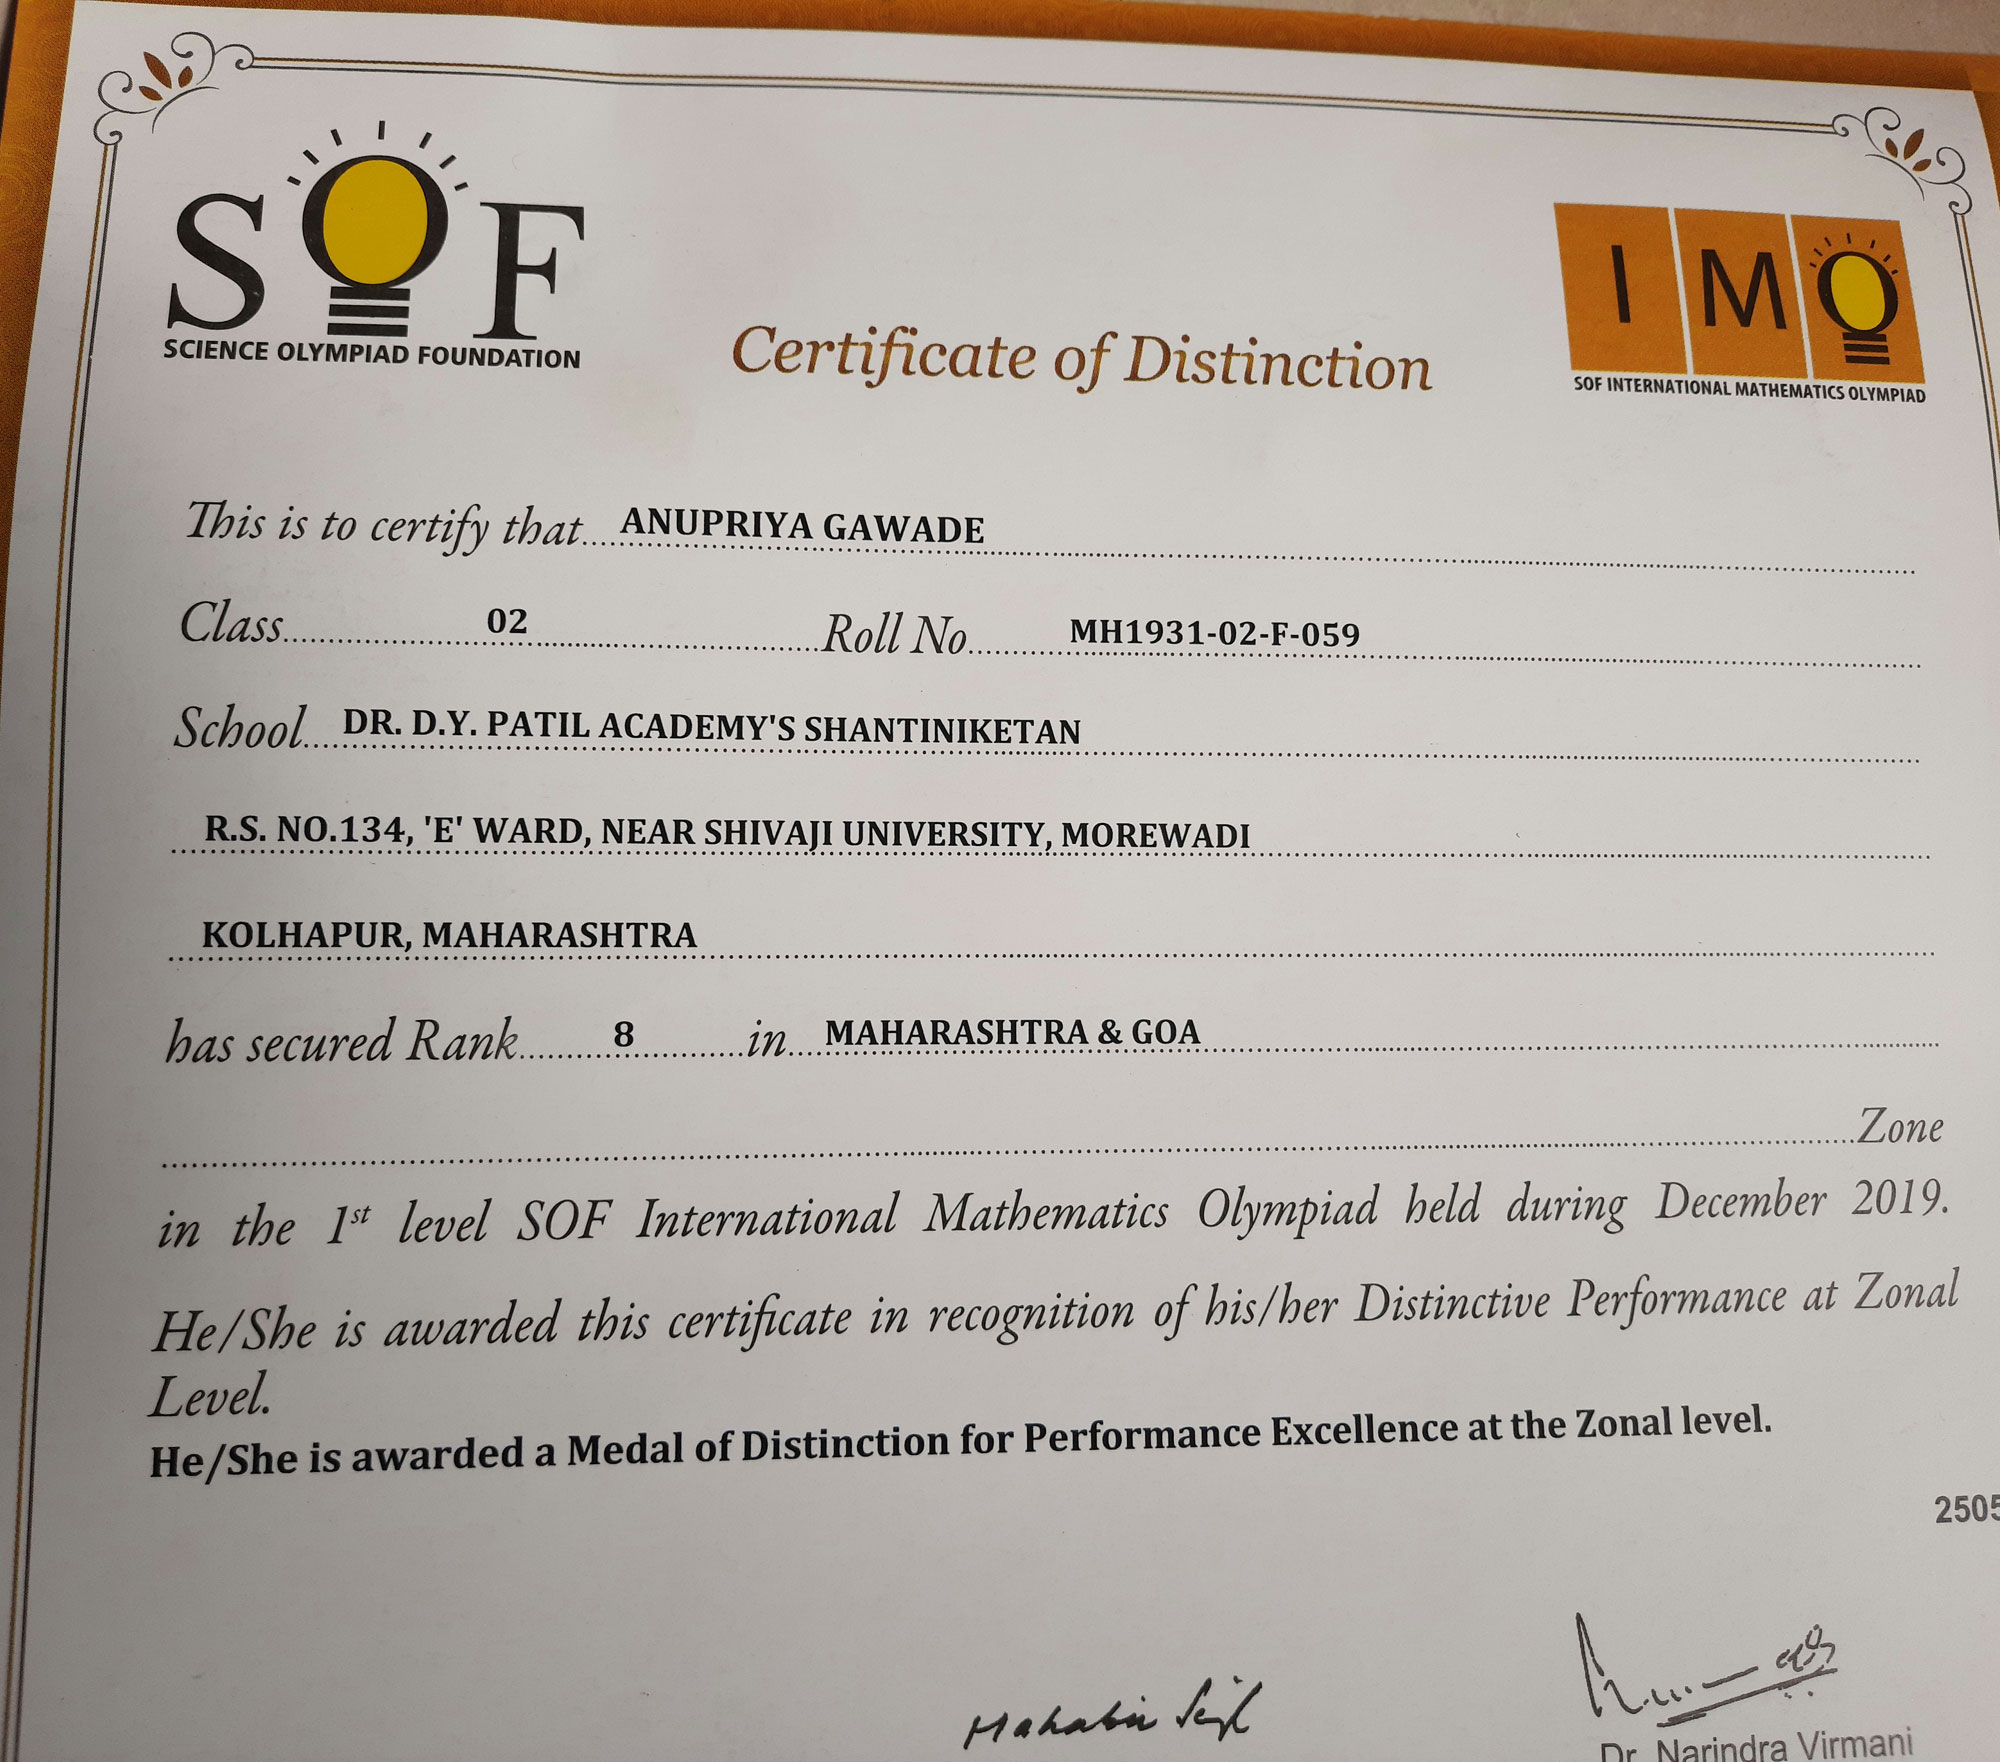 SOF
SCIENCE OLYMPIAD FOUNDATION
IMO
SOF INTERNATIONAL MATHEMATICS OLYMPIAD
Certificate of Distinction
This is to certify that ANUPRIYA GAWADE
Class 02 Roll No MH1931-02-F-059
School DR. D.Y. PATIL ACADEMY'S SHANTINIKETAN
R.S. NO.134, 'E' WARD, NEAR SHIVAJI UNIVERSITY, MOREWADI
KOLHAPUR, MAHARASHTRA
has secured Rank 8 in MAHARASHTRA & GOA
Zone
in the 1st level SOF International Mathematics Olympiad held during December 2019.
He/She is awarded this certificate in recognition of his/her Distinctive Performance at Zonal
Level.
He/She is awarded a Medal of Distinction for Performance Excellence at the Zonal level.
2505
Mahabir Singh
Dr. Narindra Virmani